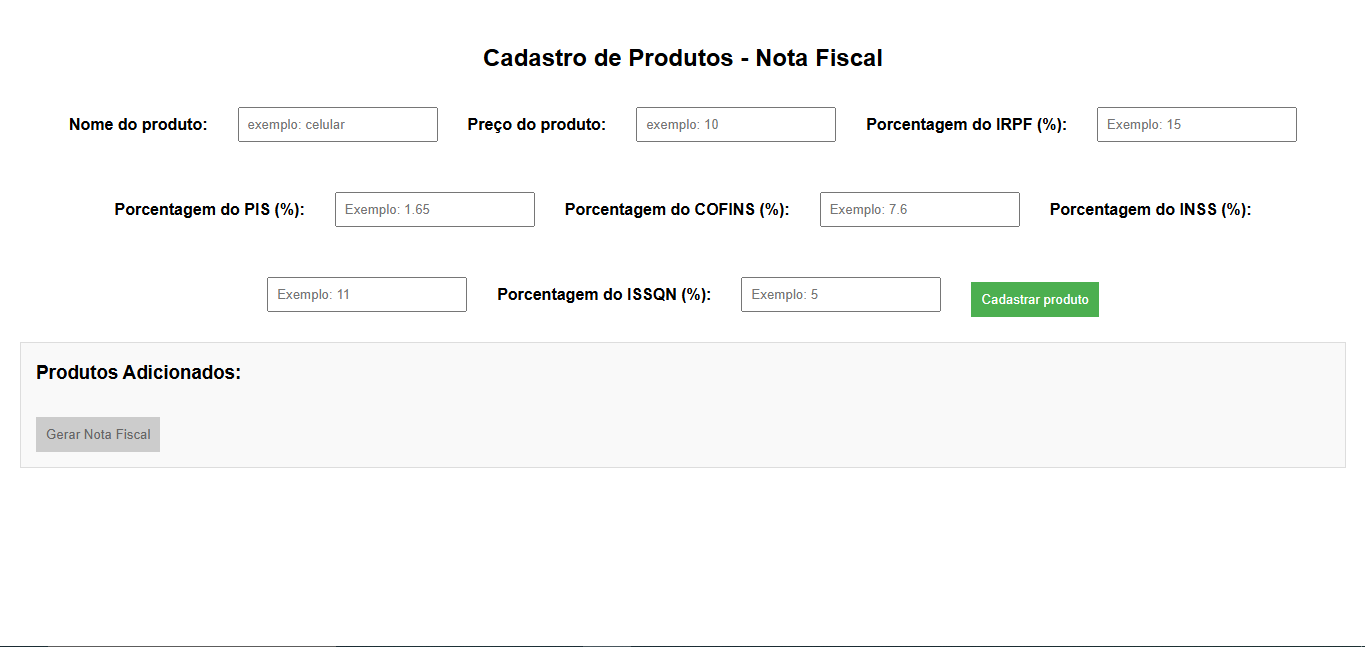 Cadastro de Produtos - Nota Fiscal
Nome do produto: exemplo: celular Preço do produto: exemplo: 10 Porcentagem do IRPF (%): Exemplo: 15
Porcentagem do PIS (%): Exemplo: 1.65 Porcentagem do COFINS (%): Exemplo: 7.6 Porcentagem do INSS (%):
Exemplo: 11 Porcentagem do ISSQN (%): Exemplo: 5 Cadastrar produto
Produtos Adicionados:
Gerar Nota Fiscal